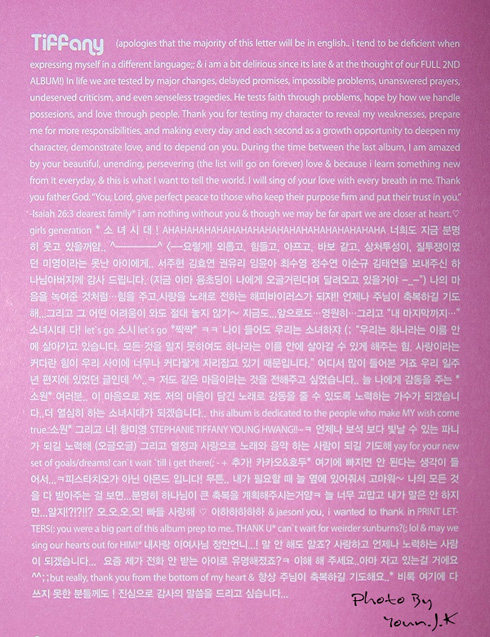 Tiffany (apologies that the majority of this letter will be in english.. i tend to be deficient when
expressing myself in a different language;; & i am a bit delirious since its late & at the thought of our FULL 2ND
ALBUM!) In life we are tested by major changes, delayed promises, impossible problems, unanswered prayers,
undeserved criticism, and even senseless tragedies. He tests faith through problems, hope by how we handle
possesions, and love through people. Thank you for testing my character to reveal my weaknesses, prepare
me for more responsibilities, and making every day and each second as a growth opportunity to deepen my
character, demonstrate love, and to depend on you. During the time between the last album, I am amazed
by your beautiful, unending, persevering (the list will go on forever) love & because i learn something new
from it everyday, & this is what I want to tell the world. I will sing of your love with every breath in me. Thank
you father God. "You, Lord, give perfect peace to those who keep their purpose firm and put their trust in you."
-Isaiah 26:3 dearest family* I am nothing without you & though we may be far apart we are closer at heart.♡
girls generation * 소 녀 시 대 ! AHAHAHAHAHAHAHAHAHAHAHAHAHAHAHAHA 너희도 지금 분명
히 웃고 있을꺼얌.. ^————^ <—요렇게! 외롭고, 힘들고, 아프고, 바보 같고, 상처투성이, 질투쟁이였
던 미영이라는 못난 아이에게.. 서주현 김효연 권유리 임윤아 최수영 정수연 이순규 김태연을 보내주신 하
나님아버지께 감사 드립니다. (지금 아마 융초딩이 나에게 오글거린다며 달려오고 있을거야 –_–") 나의 마
음을 녹여준 것처럼…힘을 주고,사랑을 노래로 전하는 해피바이러스가 되자!! 언제나 주님이 축복하길 기도
해...그리고 그 어떤 어려움이 와도 절대 놓지 않기~ 지금도...앞으로도…영원히…그리고 "내 마지막까지…"
소녀시대 다! let's go 소시 let's go *짝짝* ㅋㅋ 나이 들어도 우리는 소녀하자 (; "우리는 하나라는 이름 안
에 살아가고 있습니다. 모든 것을 알지 못하여도 하나라는 이름 안에 살아갈 수 있게 해주는 힘, 사랑이라는
커다란 힘이 우리 사이에 너무나 커다랗게 자리잡고 있기 때문입니다." 어디서 많이 들어본 거죠 우리 일주
년 편지에 있었던 글인데 ^^..ㅋ 저도 같은 마음이라는 것을 전해주고 싶었습니다.. 늘 나에게 감동을 주는 *
소원* 여러분.. 이 마음으로 저도 저의 마음이 담긴 노래로 감동을 줄 수 있도록 노력하는 가수가 되겠습니
다..더 열심히 하는 소녀시대가 되겠습니다.. this album is dedicated to the people who make MY wish come
true.:소원* 그리고 너! 황미영 STEPHANIE TIFFANY YOUNG HWANG!!~ㅋ 언제나 보석 보다 빛날 수 있는 파니
가 되길 노력해 (오글오글) 그리고 열정과 사랑으로 노래와 음악 하는 사람이 되길 기도해 yay for your new
set of goals/dreams! can`t wait `till I get there(; -+ 추가! 카카오&호두* 여기에 빠지면 안 된다는 생각이 들
어서...ㅋ피스타치오가 아닌 아몬드 입니다! 무튼.. 내가 필요할 때 늘 옆에 있어줘서 고마워~ 나의 모든 것
을 다 받아주는 걸 보면...분명히 하나님이 큰 축복을 계획해주시는거얌ㅋ 늘 너무 고맙고 내가 말은 안 하지
만...알지!?!?!!? 오.오.오.오! 빠들 사랑해 ♡ 아하하하하하 & jaeson! you, i wanted to thank in PRINT LET-
TERS(: you were a big part of this album prep to me.. THANK U* can`t wait for weirder sunburns?(; lol & may we
sing our hearts out for HIM!* 내사랑 이여사님 정안언니...! 말 안 해도 알죠? 사랑하고 언제나 노력하는 사람
이 되겠습니다… 요즘 제가 전화 안 받는 아이로 유명해졌죠?ㅋ 이해 해 주세요..아마 자고 있는걸 거에요
^^;;but really, thank you from the bottom of my heart & 항상 주님이 축복하길 기도해요..* 비록 여기에 다
쓰지 못한 분들께도! 진심으로 감사의 말씀을 드리고 싶습니다...
Photo By
Youn.J.K